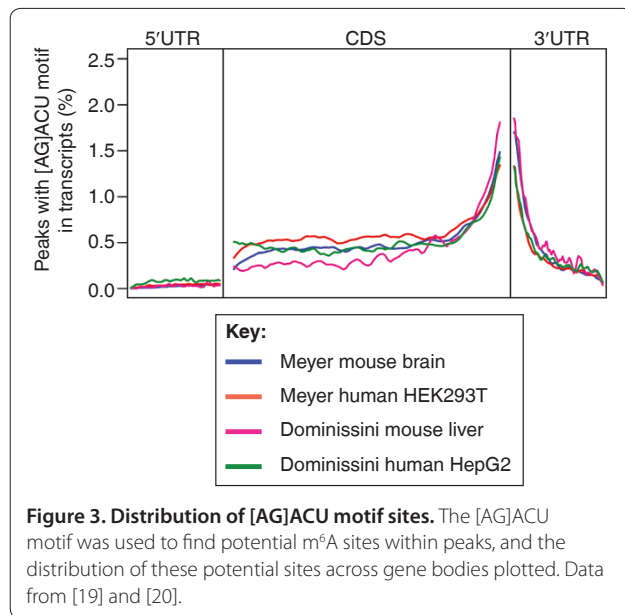 5′UTR CDS 3′UTR
Peaks with [AG]ACU motif
in transcripts (%)
2.5
2.0
1.5
1.0
0.5
0.0
Key:
Meyer mouse brain
Meyer human HEK293T
Dominissini mouse liver
Dominissini human HepG2
Figure 3. Distribution of [AG]ACU motif sites. The [AG]ACU
motif was used to find potential m⁶A sites within peaks, and the
distribution of these potential sites across gene bodies plotted. Data
from [19] and [20].